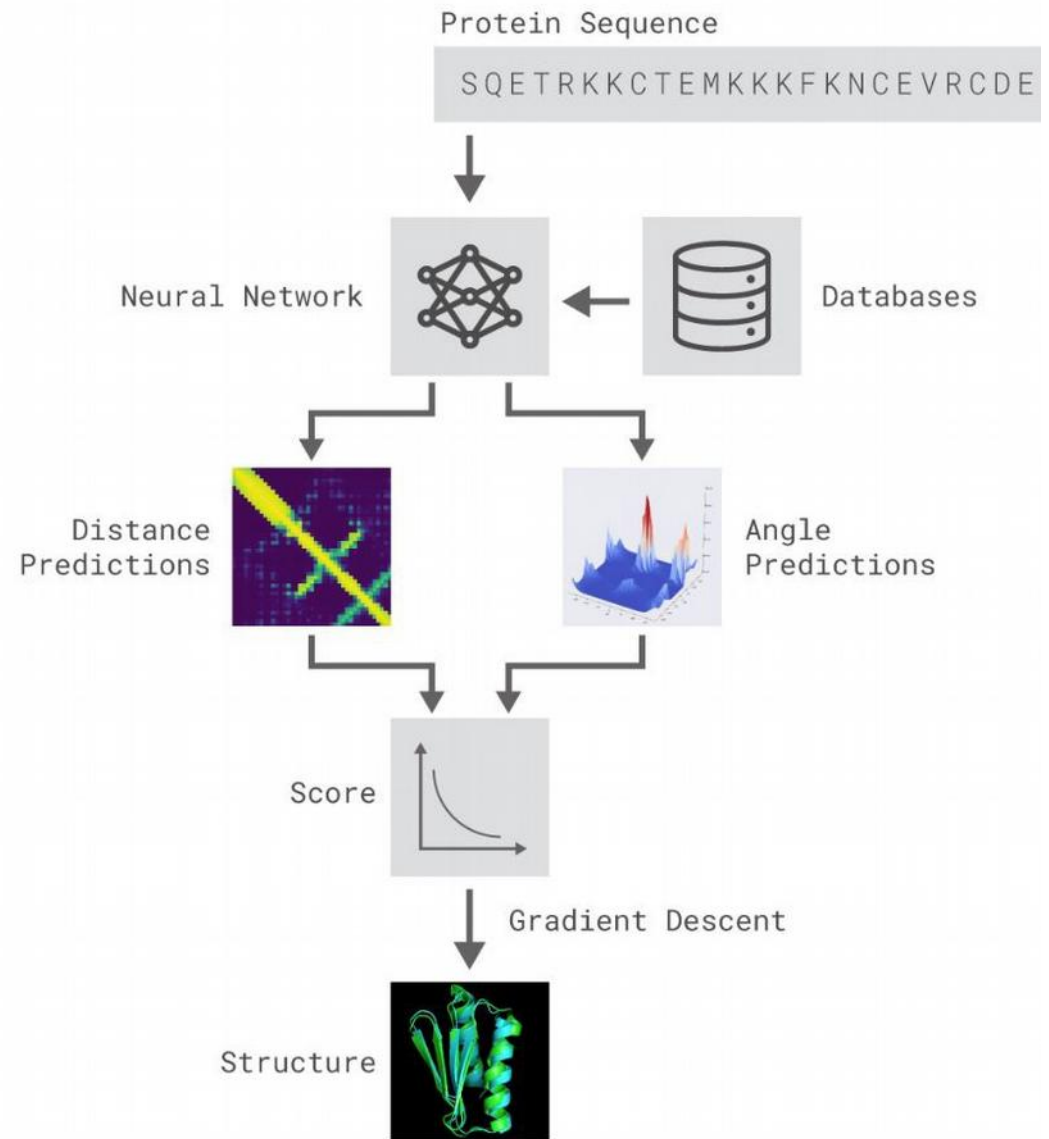 Protein Sequence
SQETRKKCTEMKKKFKNCEVRCDE
Neural Network
Databases
Distance
Predictions
Angle
Predictions
Score
Gradient Descent
Structure